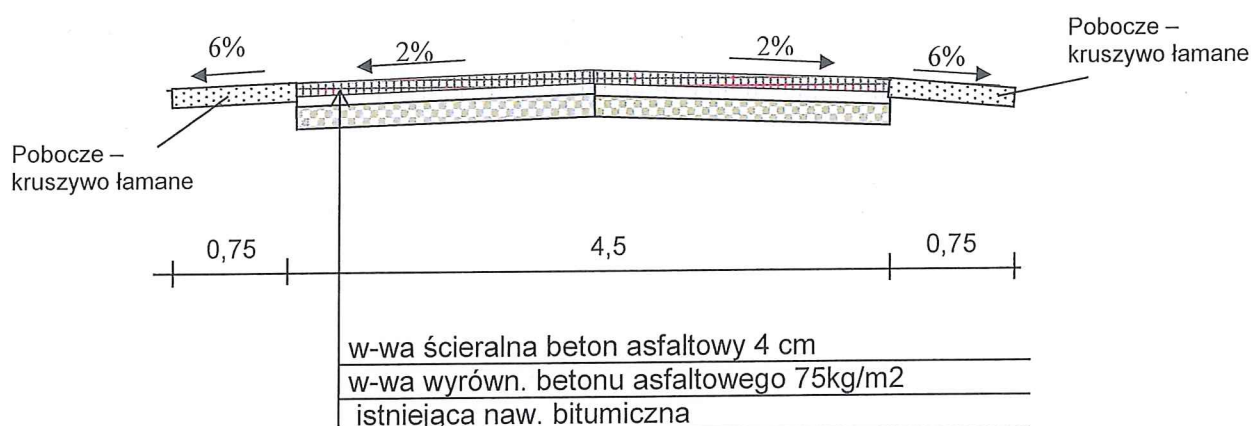 Pobocze –
kruszywo łamane
6%
2%
2%
6%
Pobocze –
kruszywo łamane
0,75
4,5
0,75
w-wa ścieralna beton asfaltowy 4 cm
w-wa wyrówn. betonu asfaltowego 75kg/m2
istniejąca naw. bitumiczna